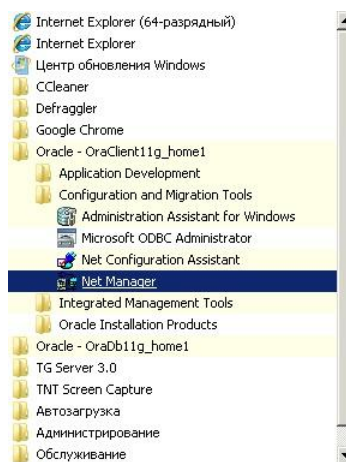 Internet Explorer (64-разрядный)
Internet Explorer
Центр обновления Windows
CCleaner
Defraggler
Google Chrome
Oracle - OraClient11g_home1
Application Development
Configuration and Migration Tools
Administration Assistant for Windows
Microsoft ODBC Administrator
Net Configuration Assistant
Net Manager
Integrated Management Tools
Oracle Installation Products
Oracle - OraDb11g_home1
TG Server 3.0
TNT Screen Capture
Автозагрузка
Администрирование
Обслуживание